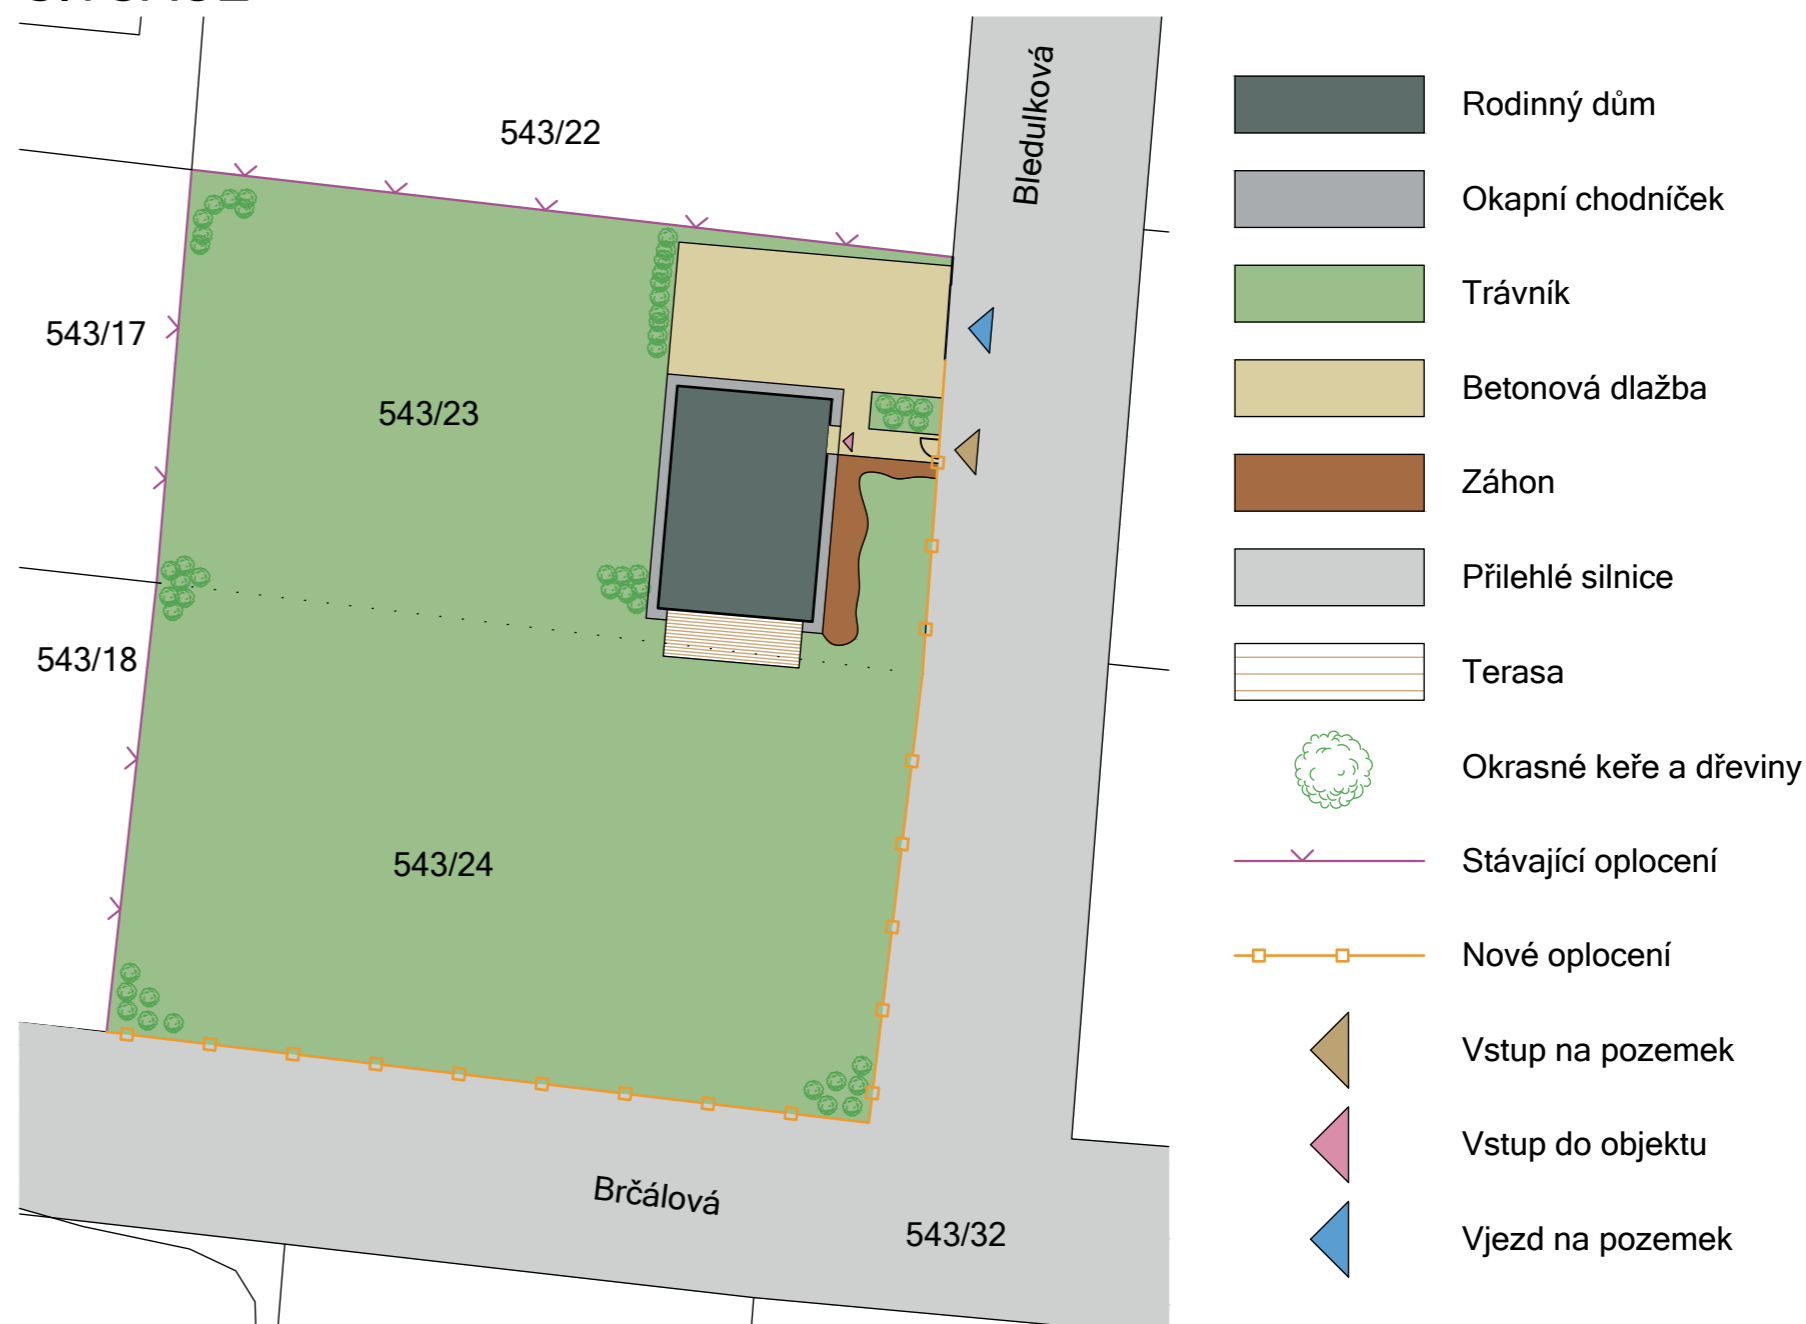 543/22
Bledulková
543/17
543/23
543/18
543/24
Brčálová
543/32
Rodinný dům
Okapní chodníček
Trávník
Betonová dlažba
Záhon
Přilehlé silnice
Terasa
Okrasné keře a dřeviny
Stávající oplocení
Nové oplocení
Vstup na pozemek
Vstup do objektu
Vjezd na pozemek